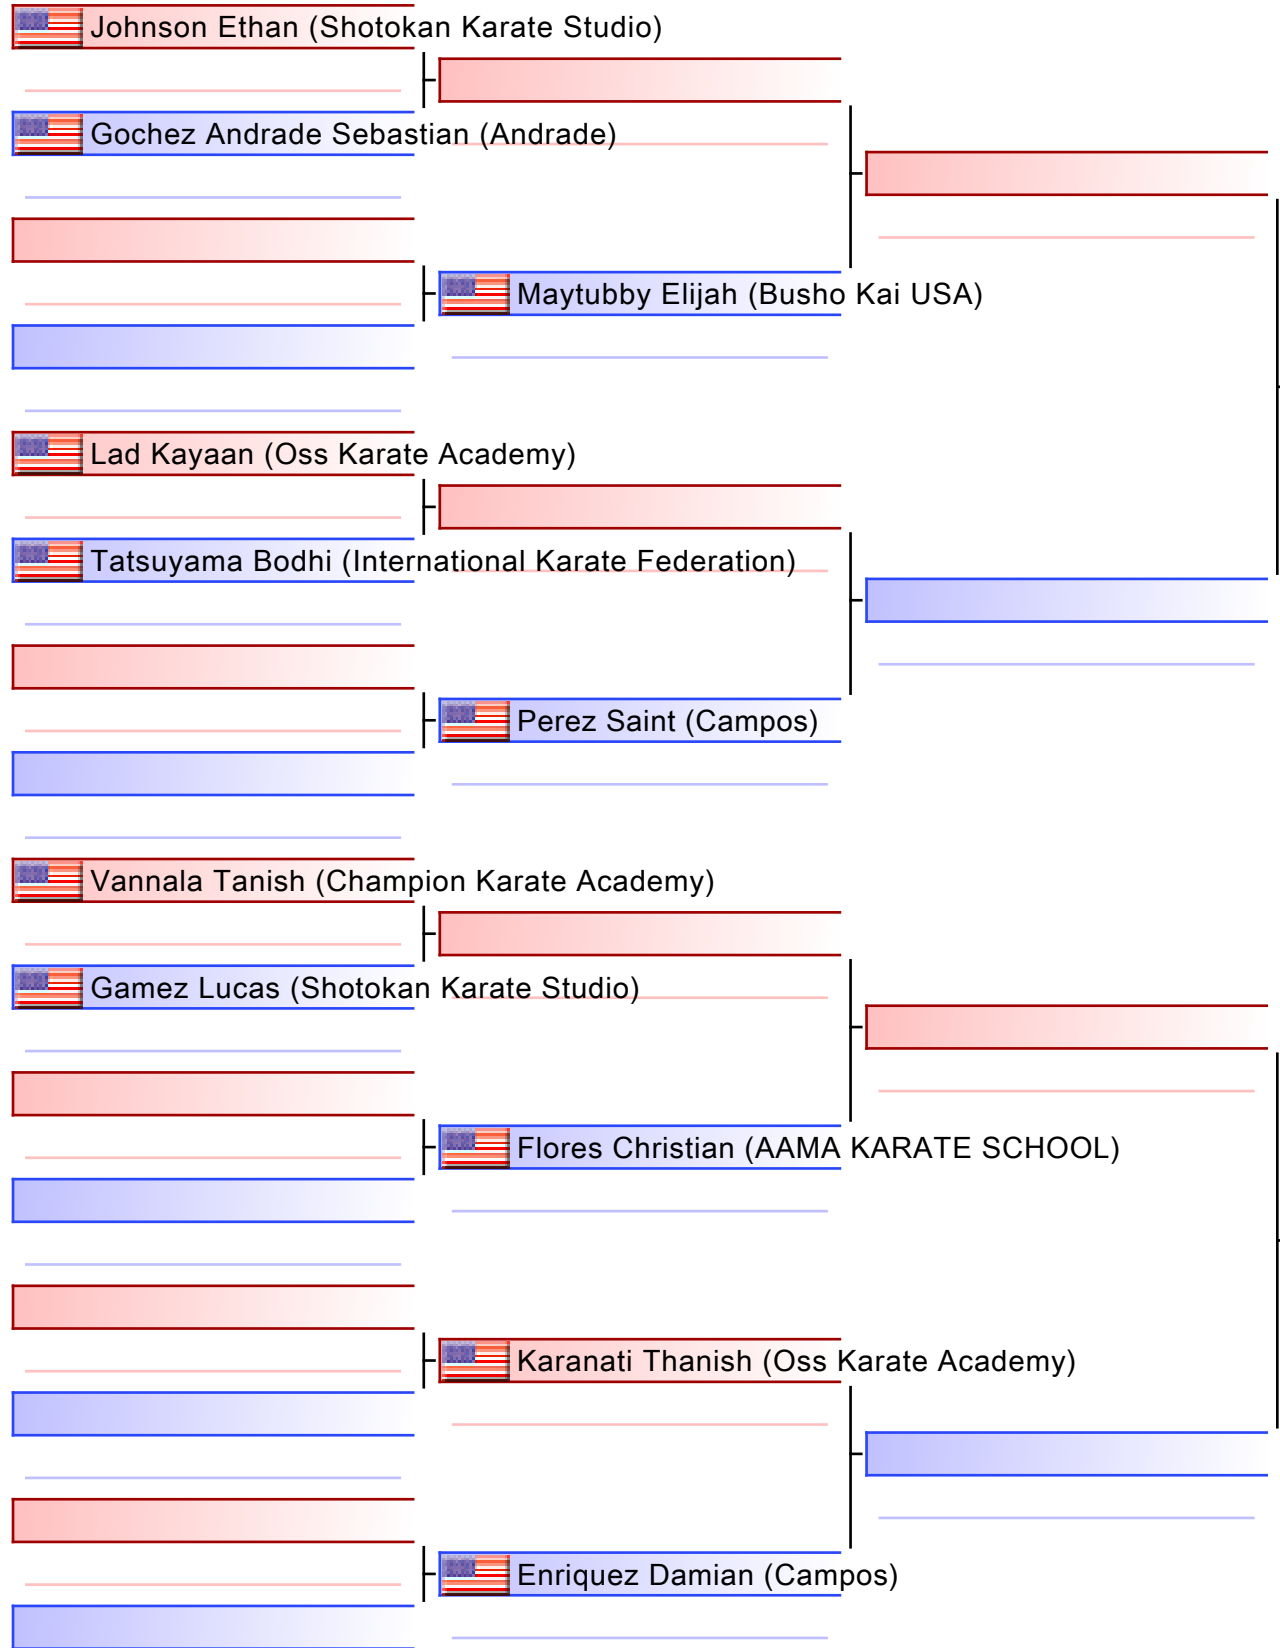 Johnson Ethan (Shotokan Karate Studio)
Gochez Andrade Sebastian (Andrade)
Maytubby Elijah (Busho Kai USA)
Lad Kayaan (Oss Karate Academy)
Tatsuyama Bodhi (International Karate Federation)
Perez Saint (Campos)
Vannala Tanish (Champion Karate Academy)
Gamez Lucas (Shotokan Karate Studio)
Flores Christian (AAMA KARATE SCHOOL)
Karanati Thanish (Oss Karate Academy)
Enriquez Damian (Campos)